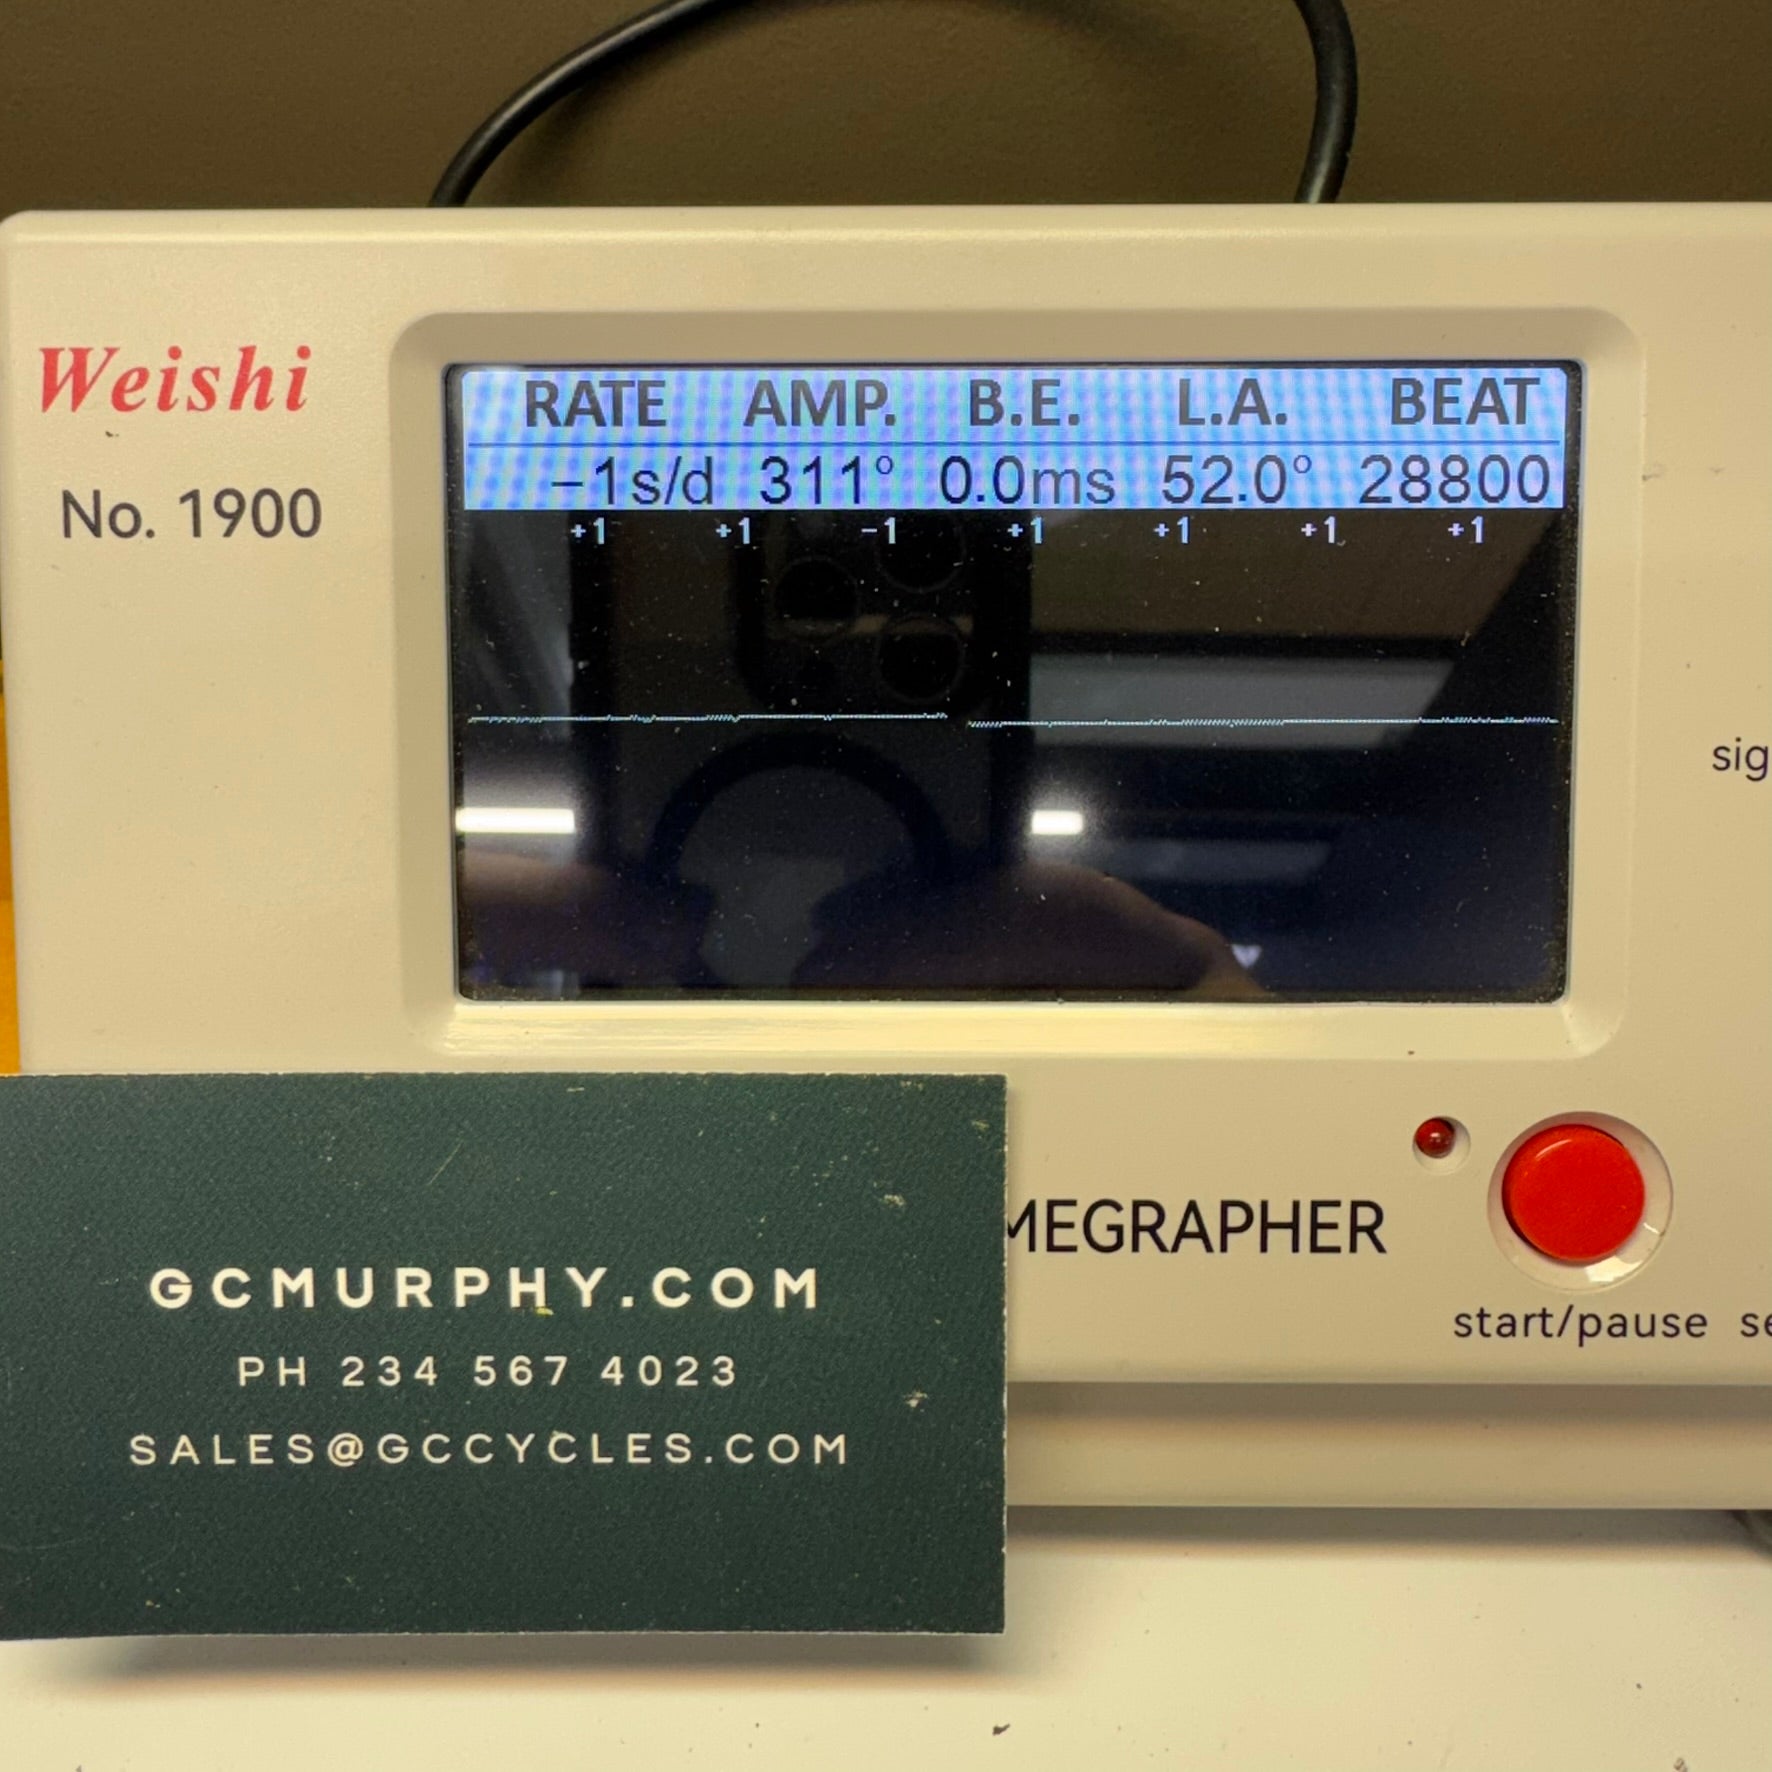 Weishi
No. 1900
RATE AMP. B.E. L.A. BEAT
−1s/d 311° 0.0ms 52.0° 28800
+1 +1 −1 +1 +1 +1 +1
sig
MEGRAPHER
start/pause se
GCMURPHY.COM
PH 234 567 4023
SALES@GCCYCLES.COM